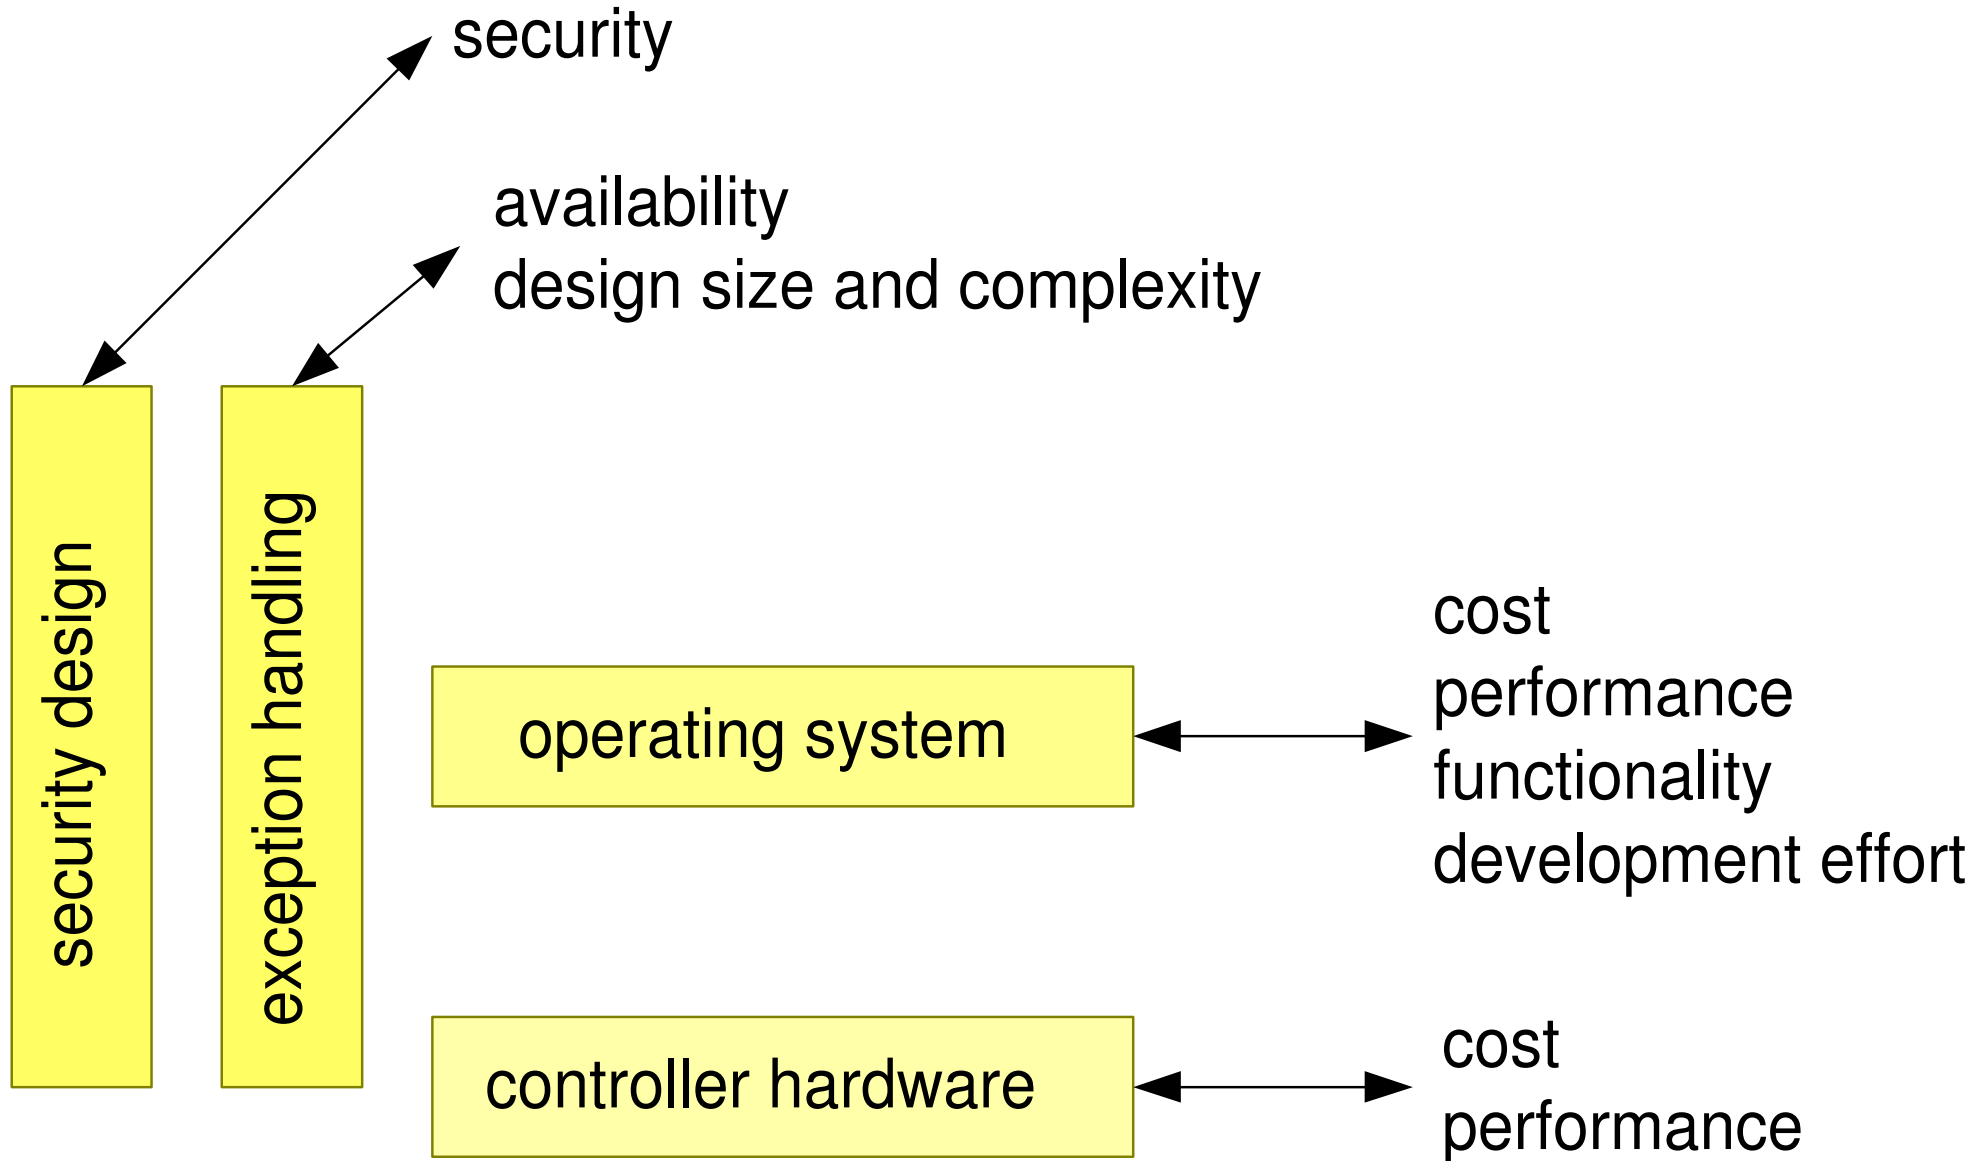 security
availability
design size and complexity
security design
exception handling
operating system
cost
performance
functionality
development effort
controller hardware
cost
performance